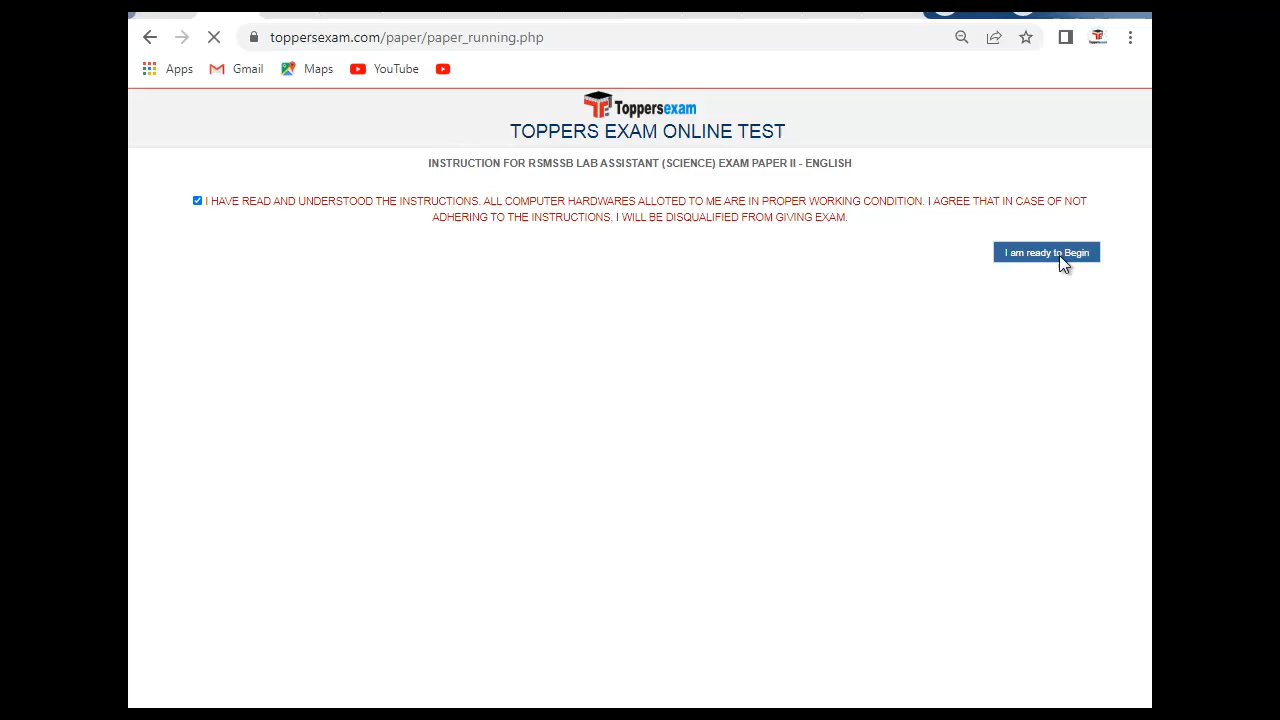 toppersexam.com/paper/paper_running.php
Apps Gmail Maps YouTube
Toppersexam
TOPPERS EXAM ONLINE TEST
INSTRUCTION FOR RSMSSB LAB ASSISTANT (SCIENCE) EXAM PAPER II - ENGLISH
I HAVE READ AND UNDERSTOOD THE INSTRUCTIONS. ALL COMPUTER HARDWARES ALLOTED TO ME ARE IN PROPER WORKING CONDITION. I AGREE THAT IN CASE OF NOT
ADHERING TO THE INSTRUCTIONS, I WILL BE DISQUALIFIED FROM GIVING EXAM.
I am ready to Begin